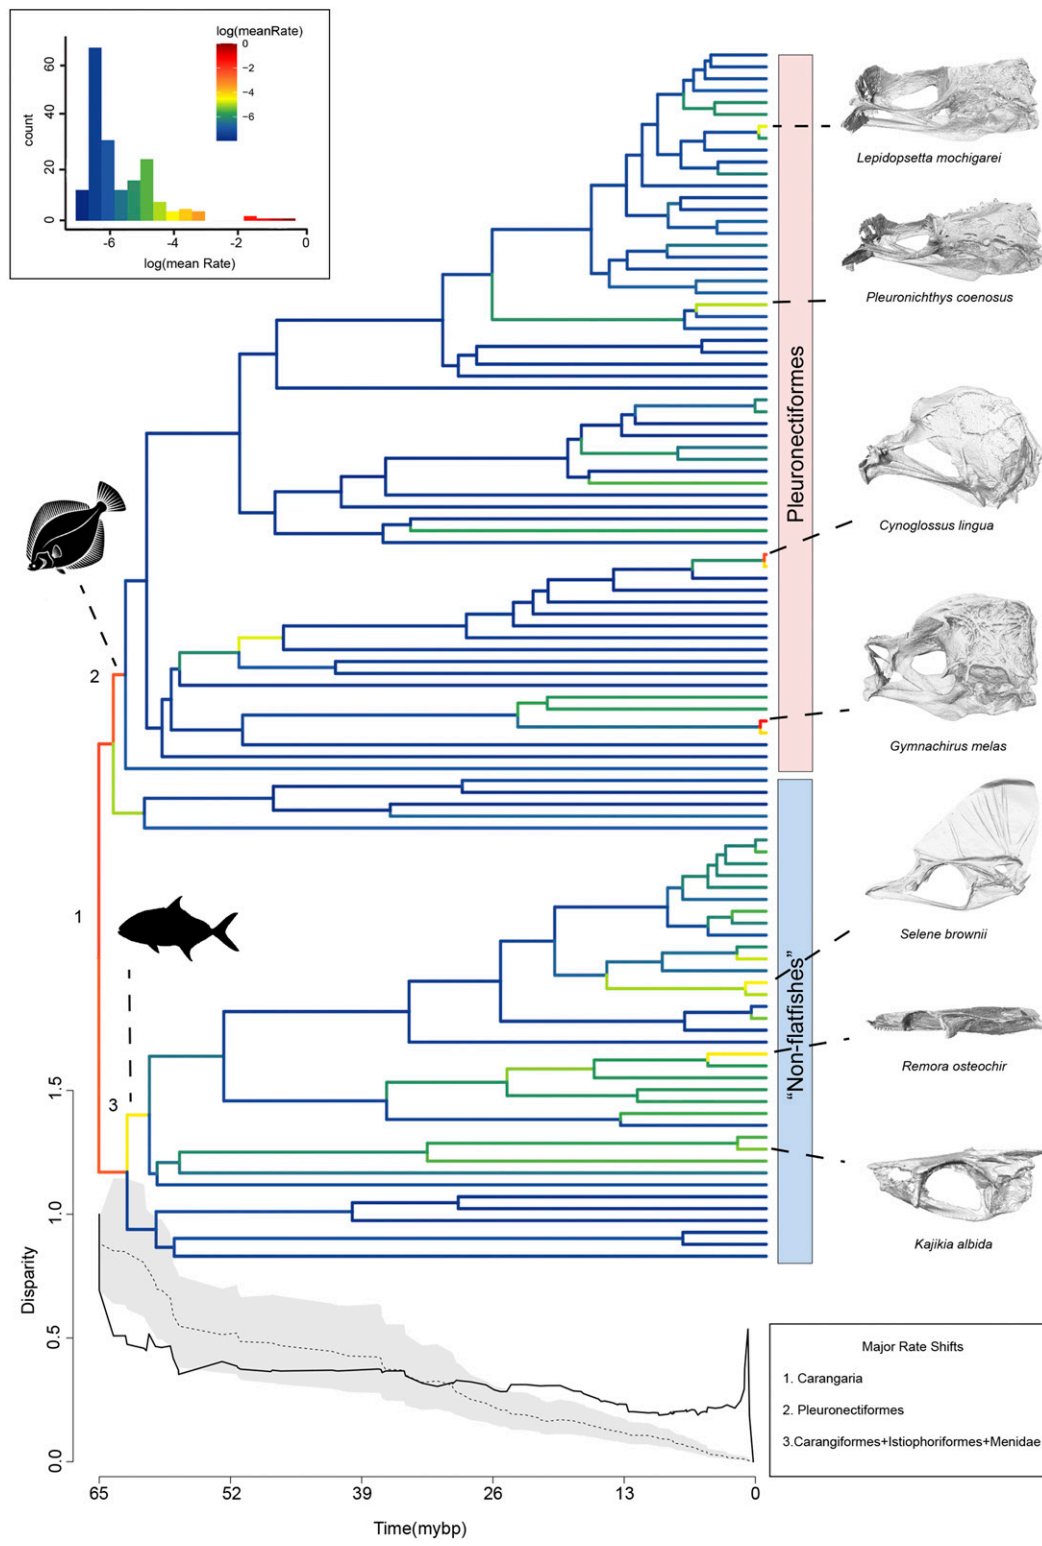 log(meanRate)
0
−2
−4
−6
count
60
40
20
0
-6
-4
-2
0
log(mean Rate)
Lepidopsetta mochigarei
Pleuronichthys coenosus
Cynoglossus lingua
Gymnachirus melas
Selene brownii
Remora osteochir
Kajikia albida
Pleuronectiformes
“Non-flatfishes”
2
1
3
Disparity
1.5
1.0
0.5
0.0
65
52
39
26
13
0
Time(mybp)
Major Rate Shifts
1. Carangaria
2. Pleuronectiformes
3.Carangiformes+Istiophoriformes+Menidae